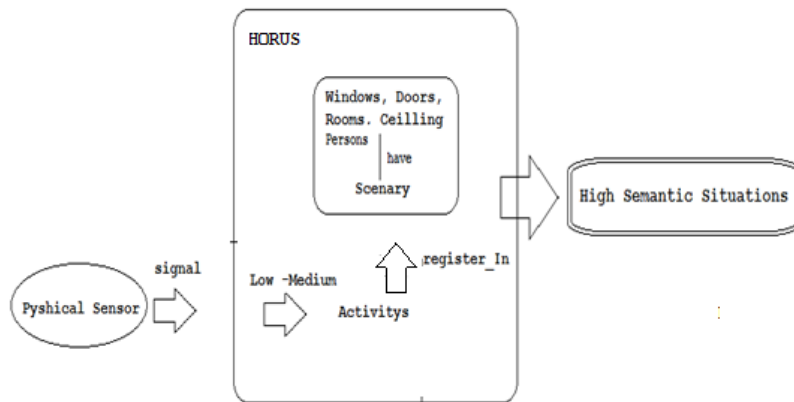 HORUS
Windows, Doors,
Rooms. Ceilling
Persons
have
Scenary
High Semantic Situations
register_In
signal
Low -Medium
Pyshical Sensor
Activitys